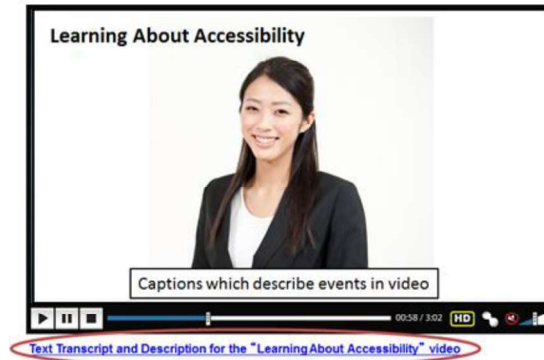 Learning About Accessibility
Captions which describe events in video
00:58 / 3:02 HD
Text Transcript and Description for the “Learning About Accessibility” video